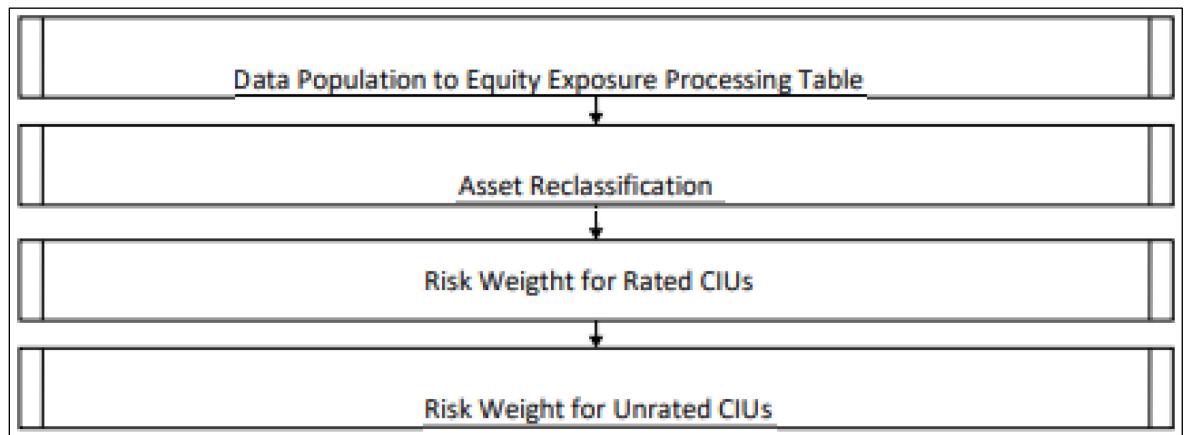 Data Population to Equity Exposure Processing Table
Asset Reclassification
Risk Weigtht for Rated CIUs
Risk Weight for Unrated CIUs